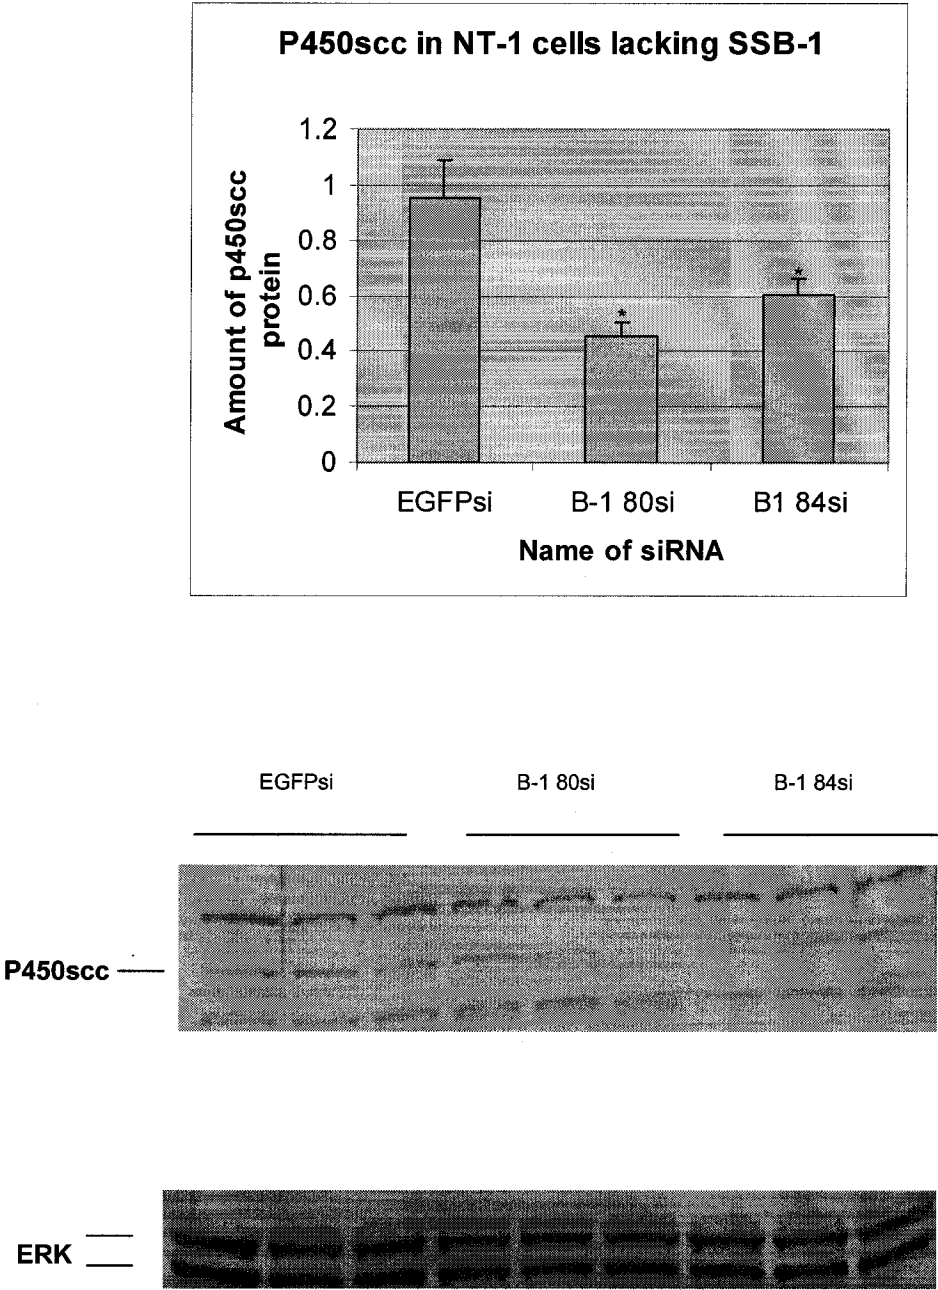 P450scc in NT-1 cells lacking SSB-1
1.2
1
0.8
0.6
0.4
0.2
0
Amount of p450scc
protein
*
*
EGFPsi
B-1 80si
B1 84si
Name of siRNA
EGFPsi
B-1 80si
B-1 84si
P450scc
ERK